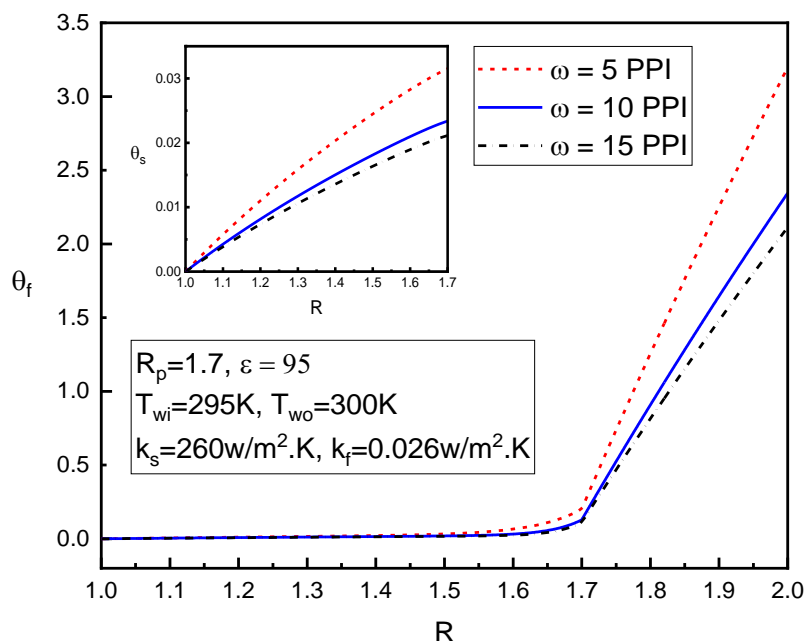 3.5
3.0
2.5
2.0
1.5
1.0
0.5
0.0
θf
1.0 1.1 1.2 1.3 1.4 1.5 1.6 1.7 1.8 1.9 2.0
R
0.03
0.02
0.01
0.00
θs
1.0 1.1 1.2 1.3 1.4 1.5 1.6 1.7
R
ω = 5 PPI
ω = 10 PPI
ω = 15 PPI
Rp=1.7, ε = 95
Twi=295K, Two=300K
ks=260w/m².K, kf=0.026w/m².K